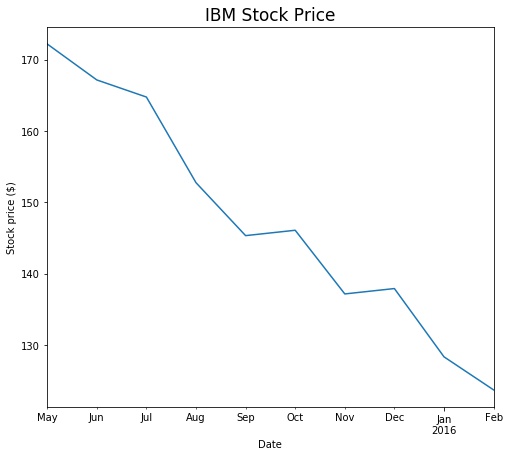 IBM Stock Price
170
160
150
140
130
Stock price ($)
May Jun Jul Aug Sep Oct Nov Dec Jan Feb
2016
Date